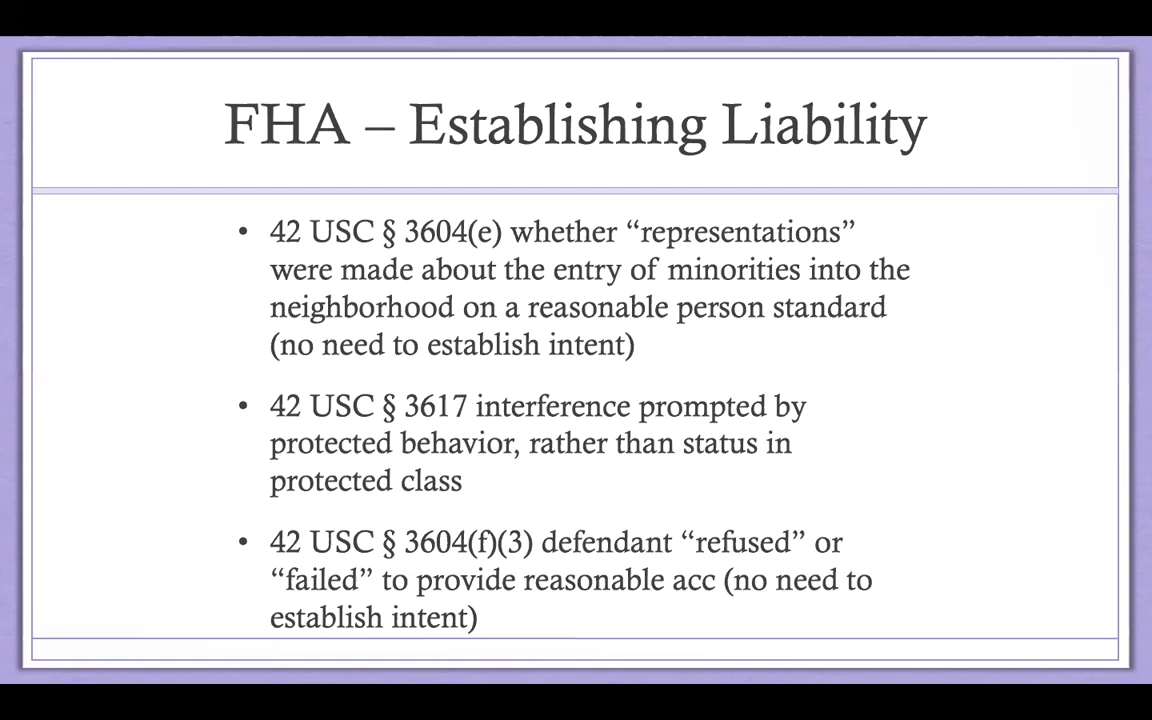 FHA – Establishing Liability
• 42 USC § 3604(e) whether “representations”
were made about the entry of minorities into the
neighborhood on a reasonable person standard
(no need to establish intent)
• 42 USC § 3617 interference prompted by
protected behavior, rather than status in
protected class
• 42 USC § 3604(f)(3) defendant “refused” or
“failed” to provide reasonable acc (no need to
establish intent)